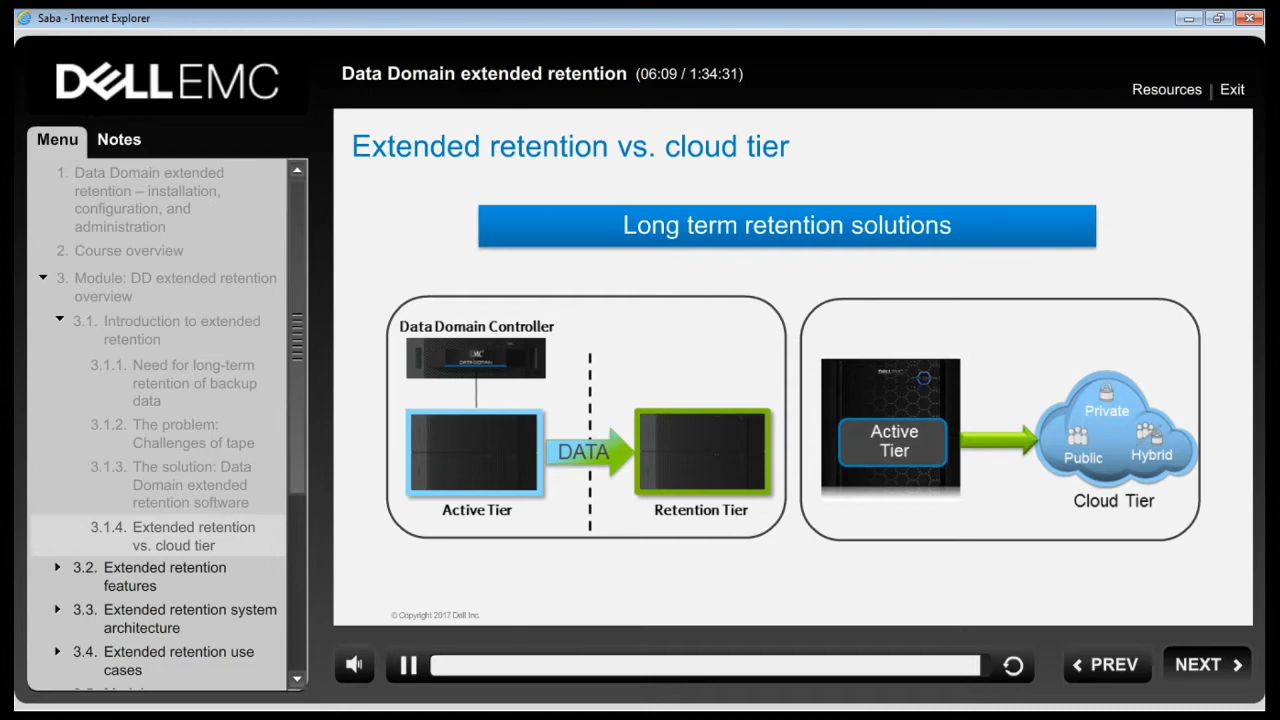 Saba - Internet Explorer
DELLEMC
Data Domain extended retention (06:09 / 1:34:31)
Resources | Exit
Menu
Notes
1. Data Domain extended
retention – installation,
configuration, and
administration
2. Course overview
3. Module: DD extended retention
overview
3.1. Introduction to extended
retention
3.1.1. Need for long-term
retention of backup
data
3.1.2. The problem:
Challenges of tape
3.1.3. The solution: Data
Domain extended
retention software
3.1.4. Extended retention
vs. cloud tier
3.2. Extended retention
features
3.3. Extended retention system
architecture
3.4. Extended retention use
cases
Extended retention vs. cloud tier
Long term retention solutions
Data Domain Controller
EMC
DATA DOMAIN
DATA
Active Tier
Retention Tier
DELLEMC
Active
Tier
Private
Public
Hybrid
Cloud Tier
© Copyright 2017 Dell Inc.
PREV
NEXT